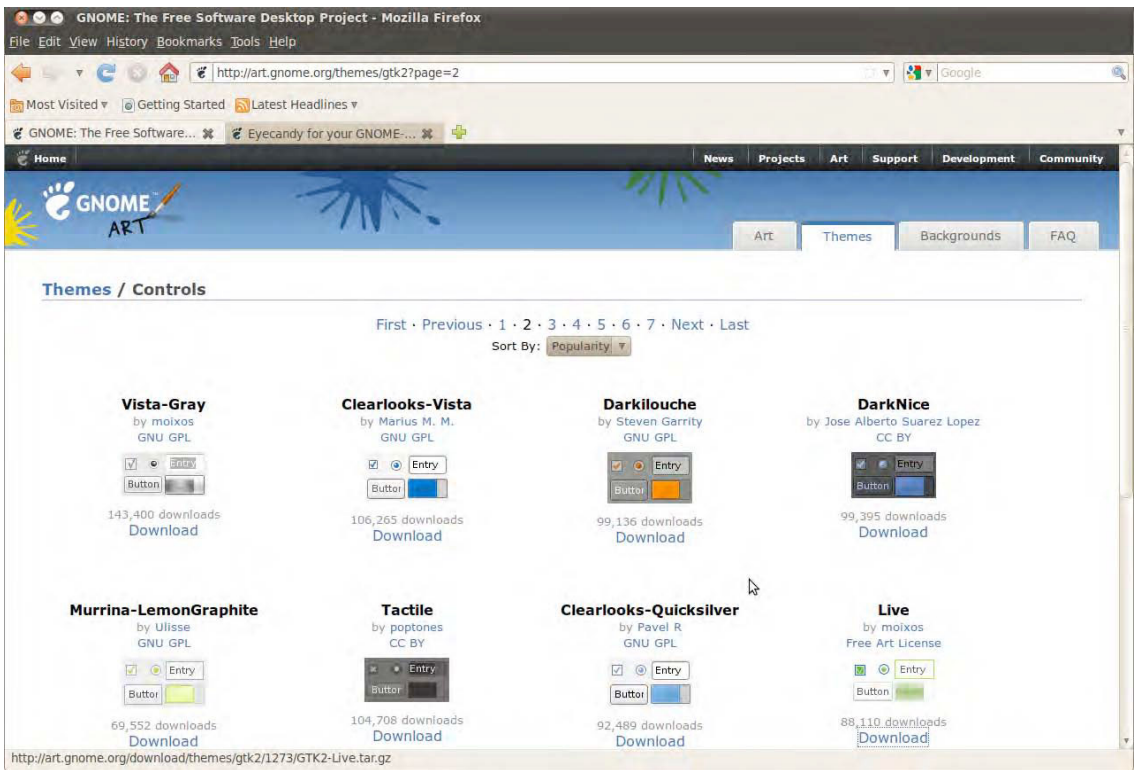 GNOME: The Free Software Desktop Project - Mozilla Firefox
File Edit View History Bookmarks Tools Help
http://art.gnome.org/themes/gtk2?page=2
Google
Most Visited Getting Started Latest Headlines
GNOME: The Free Software... Eyecandy for your GNOME-...
Home News Projects Art Support Development Community
GNOME™
ART
Art Themes Backgrounds FAQ
Themes / Controls
First · Previous · 1 · 2 · 3 · 4 · 5 · 6 · 7 · Next · Last
Sort By: Popularity
Vista-Gray Clearlooks-Vista Darkilouche DarkNice
by moixos by Marius M. M. by Steven Garrity by Jose Alberto Suarez Lopez
GNU GPL GNU GPL GNU GPL CC BY
Entry Entry Entry Entry
Button Buttor Buttor Button
143,400 downloads 106,265 downloads 99,136 downloads 99,395 downloads
Download Download Download Download
Murrina-LemonGraphite Tactile Clearlooks-Quicksilver Live
by Ulisse by poptones by Pavel R by moixos
GNU GPL CC BY GNU GPL Free Art License
Entry Entry Entry Entry
Buttor Buttor Buttor Button
69,552 downloads 104,708 downloads 92,489 downloads 88,110 downloads
Download Download Download Download
http://art.gnome.org/download/themes/gtk2/1273/GTK2-Live.tar.gz